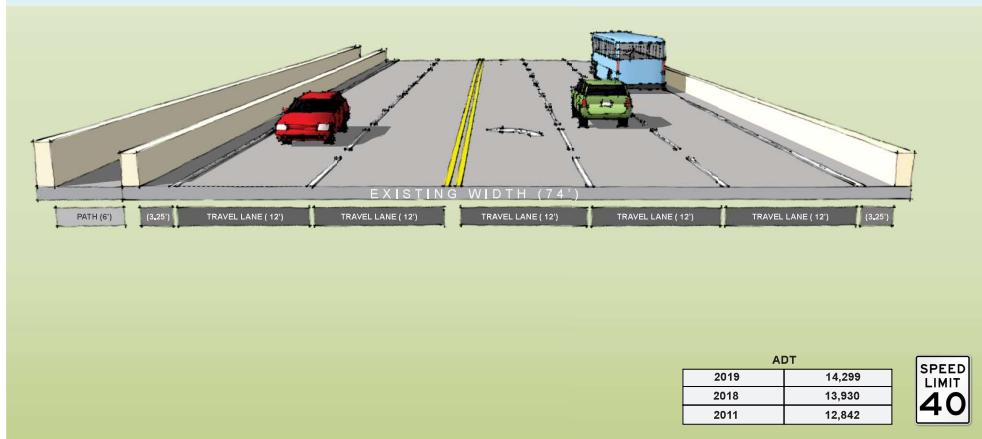 EXISTING WIDTH (74')
PATH (6') (3.25') TRAVEL LANE ( 12') TRAVEL LANE ( 12') TRAVEL LANE ( 12') TRAVEL LANE ( 12') TRAVEL LANE ( 12') (3.25')
ADT
2019 14,299
2018 13,930
2011 12,842
SPEED
LIMIT
40